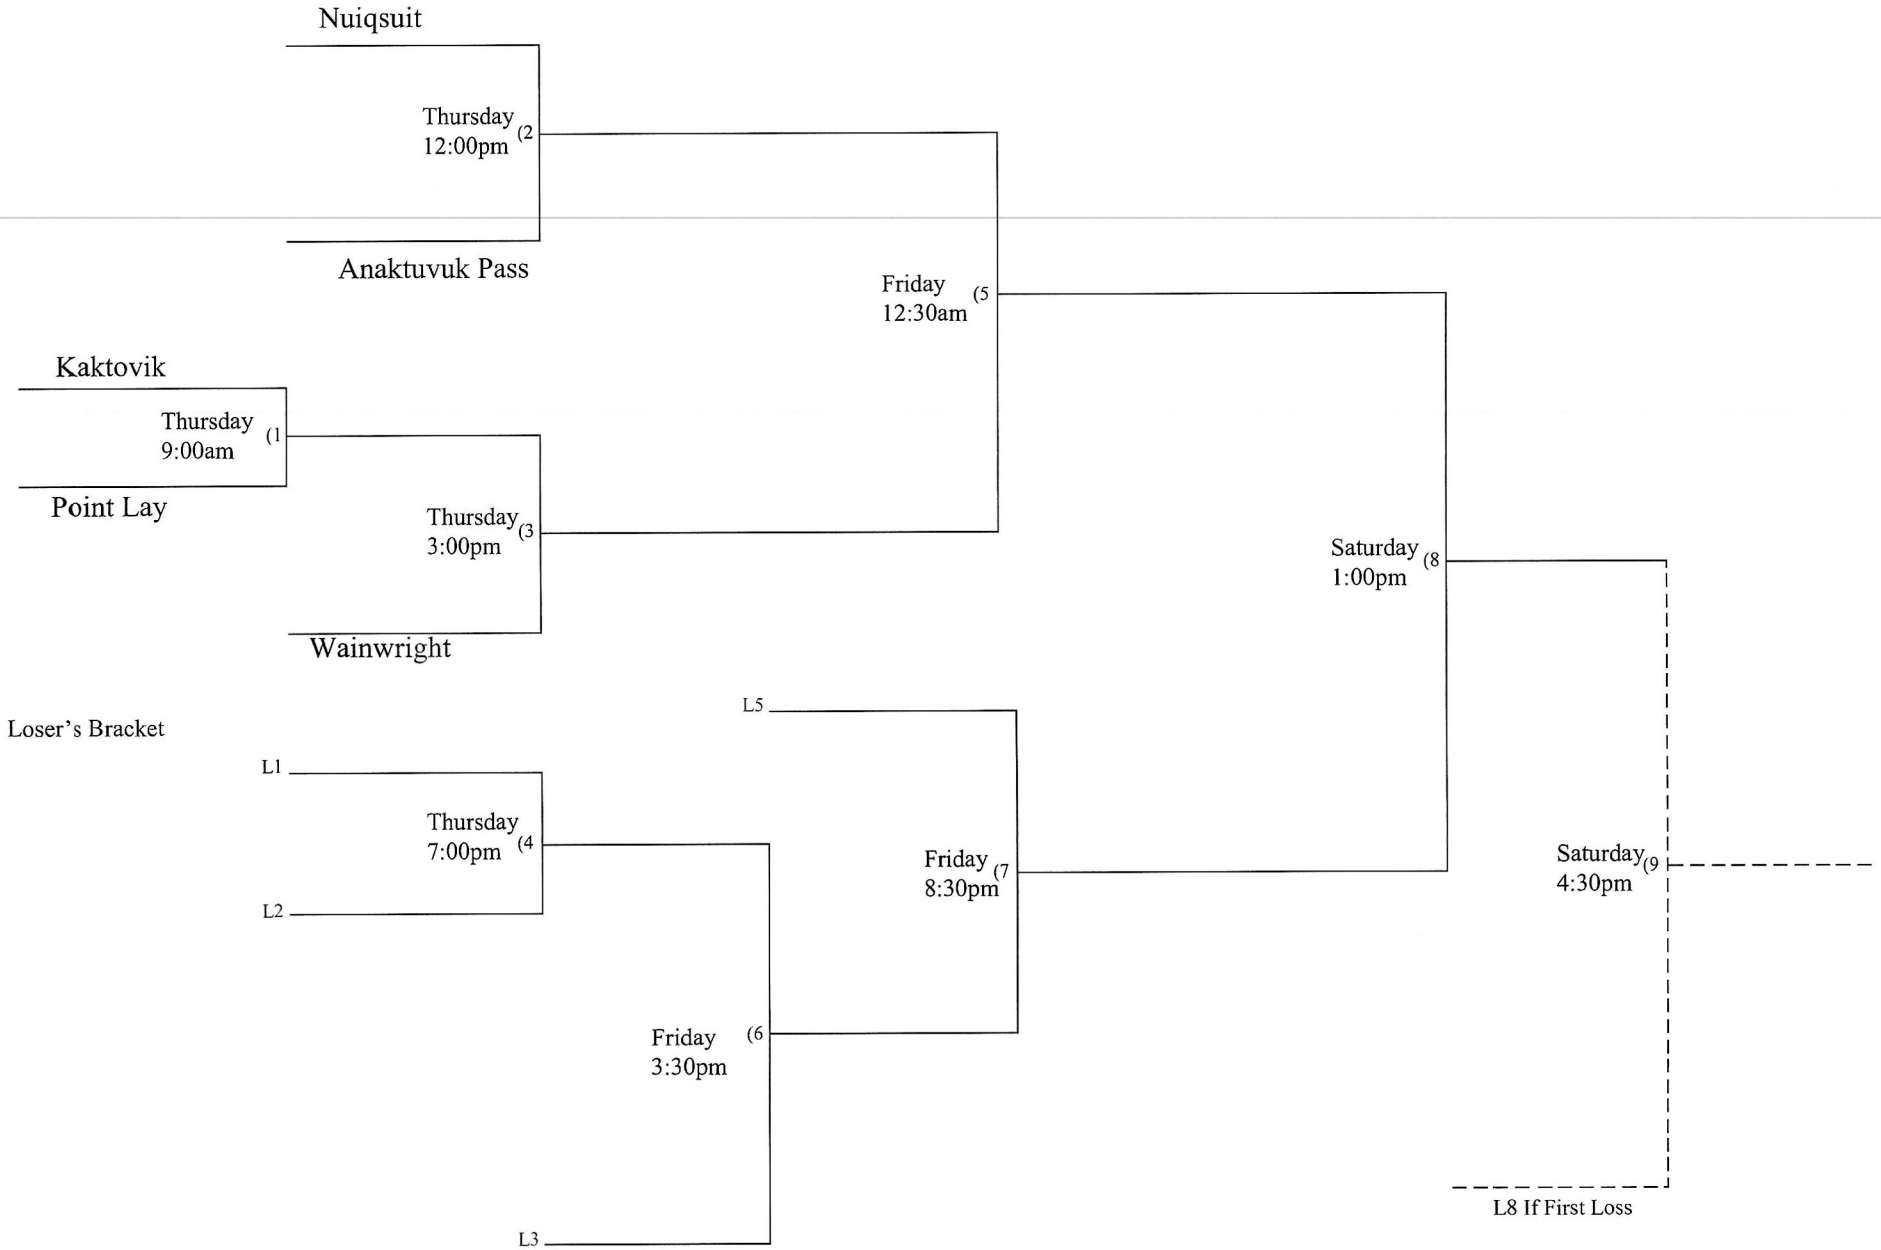 Nuiqsuit
Thursday
12:00pm
(2
Anaktuvuk Pass
Friday
12:30am
(5
Kaktovik
Thursday
9:00am
(1
Point Lay
Thursday
3:00pm
(3
Saturday
1:00pm
(8
Wainwright
L5
Loser's Bracket
L1
Thursday
7:00pm
(4
L2
Friday
8:30pm
(7
Saturday
4:30pm
(9
Friday
3:30pm
(6
L8 If First Loss
L3